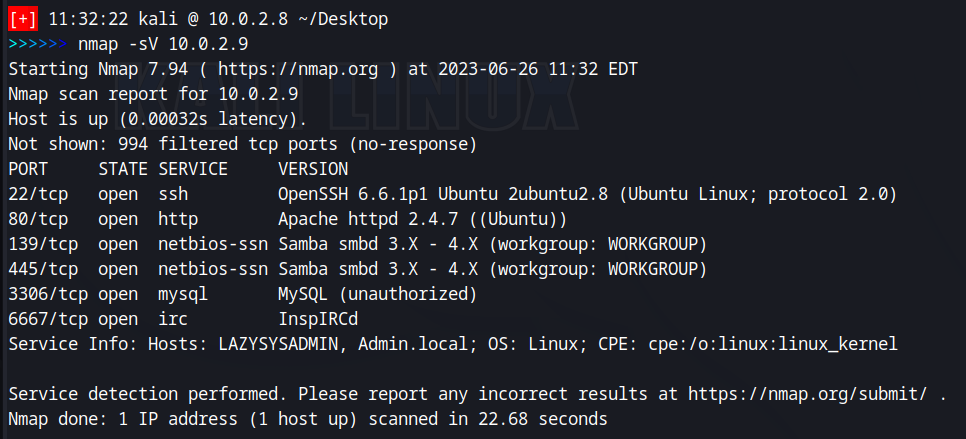 [+] 11:32:22 kali @ 10.0.2.8 ~/Desktop
>>>>>> nmap -sV 10.0.2.9
Starting Nmap 7.94 ( https://nmap.org ) at 2023-06-26 11:32 EDT
Nmap scan report for 10.0.2.9
Host is up (0.00032s latency).
KALI LINUX
Not shown: 994 filtered tcp ports (no-response)
PORT     STATE SERVICE     VERSION
22/tcp   open  ssh         OpenSSH 6.6.1p1 Ubuntu 2ubuntu2.8 (Ubuntu Linux; protocol 2.0)
80/tcp   open  http        Apache httpd 2.4.7 ((Ubuntu))
139/tcp  open  netbios-ssn Samba smbd 3.X - 4.X (workgroup: WORKGROUP)
445/tcp  open  netbios-ssn Samba smbd 3.X - 4.X (workgroup: WORKGROUP)
3306/tcp open  mysql       MySQL (unauthorized)
6667/tcp open  irc         InspIRCd
Service Info: Hosts: LAZYSYSADMIN, Admin.local; OS: Linux; CPE: cpe:/o:linux:linux_kernel
Service detection performed. Please report any incorrect results at https://nmap.org/submit/ .
Nmap done: 1 IP address (1 host up) scanned in 22.68 seconds